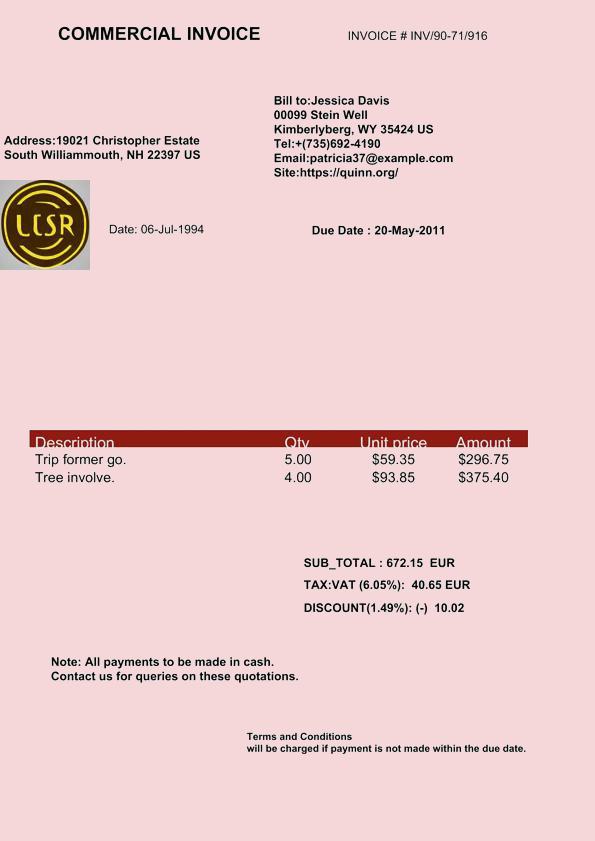 COMMERCIAL INVOICE
INVOICE # INV/90-71/916
Bill to:Jessica Davis
00099 Stein Well
Kimberlyberg, WY 35424 US
Tel:+(735)692-4190
Email:patricia37@example.com
Site:https://quinn.org/
Address:19021 Christopher Estate
South Williammouth, NH 22397 US
LCSR
Date: 06-Jul-1994
Due Date : 20-May-2011
Description Qty Unit price Amount
Trip former go. 5.00 $59.35 $296.75
Tree involve. 4.00 $93.85 $375.40
SUB_TOTAL : 672.15 EUR
TAX:VAT (6.05%): 40.65 EUR
DISCOUNT(1.49%): (-) 10.02
Note: All payments to be made in cash.
Contact us for queries on these quotations.
Terms and Conditions
will be charged if payment is not made within the due date.